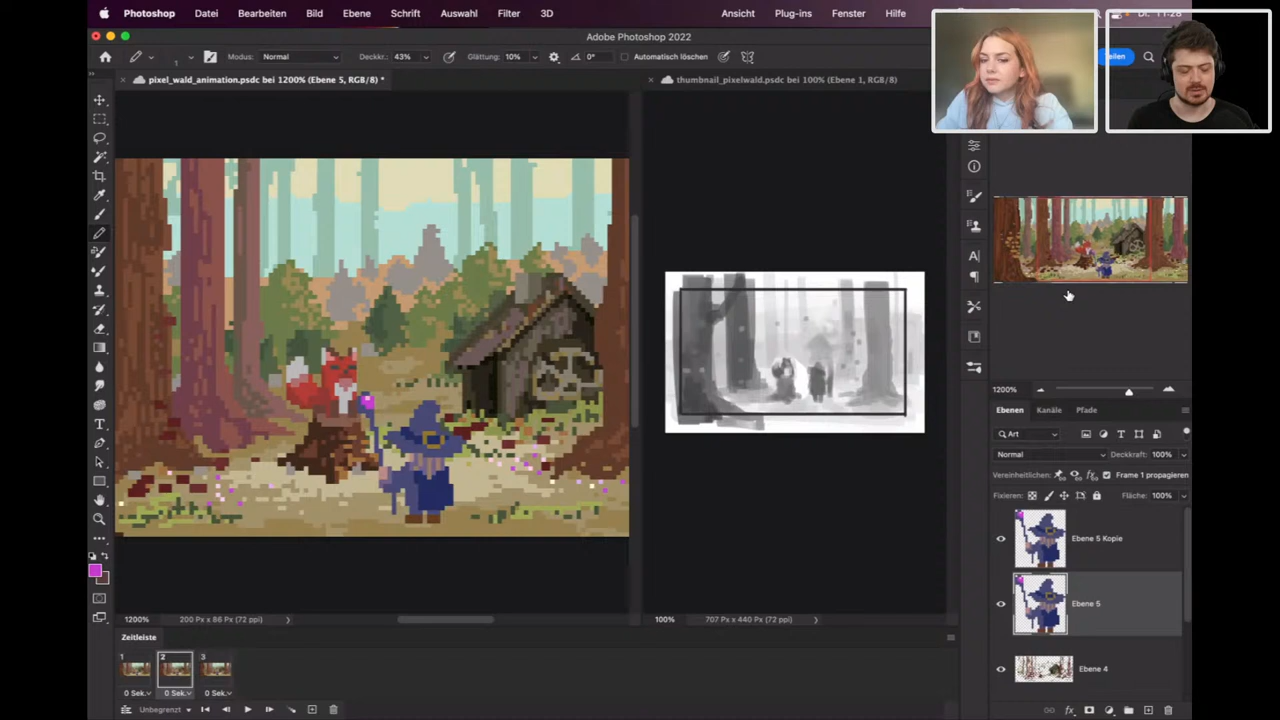 Photoshop Datei Bearbeiten Bild Ebene Schrift Auswahl Filter 3D Ansicht Plug-ins Fenster Hilfe
Adobe Photoshop 2022
1 Modus: Normal Deckkr.: 43% Glättung: 10% 0° Automatisch löschen
pixel_wald_animation.psdc bei 1200% (Ebene 5, RGB/8) * thumbnail_pixelwald.psdc bei 100% (Ebene 1, RGB/8)
1200%
Ebenen Kanäle Pfade
Art
Normal Deckkraft: 100%
Vereinheitlichen: Frame 1 propagieren
Fixieren: Fläche: 100%
Ebene 5 Kopie
Ebene 5
Ebene 4
1200% 200 Px x 86 Px (72 ppi) 100% 707 Px x 440 Px (72 ppi)
Zeitleiste
1 2 3
0 Sek. 0 Sek. 0 Sek.
Unbegrenzt